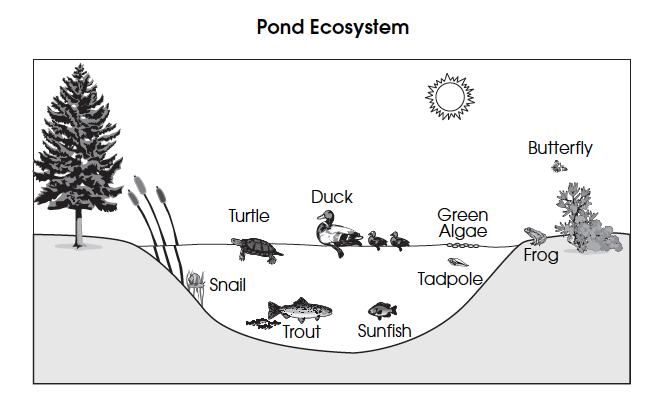 Pond Ecosystem
Butterfly
Duck
Turtle
Green
Algae
Frog
Tadpole
Snail
Trout
Sunfish